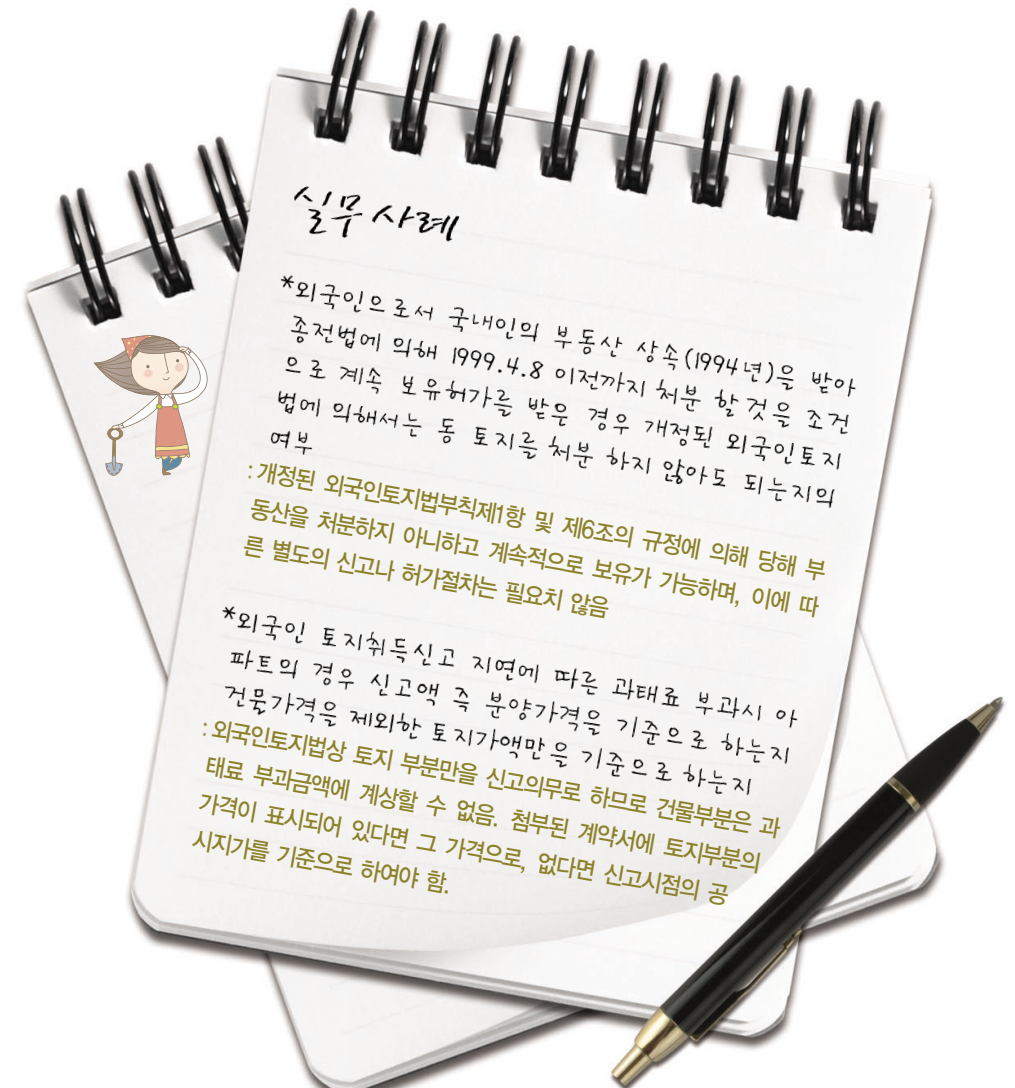 실무 사례
*외국인으로서 국내인의 부동산 상속(1994년)을 받아
종전법에 의해 1999.4.8 이전까지 처분 할것을 조건
으로 계속 보유허가를 받은 경우 개정된 외국인토지
법에 의해서는 동 토지를 처분 하지 않아도 되는지의
여부
: 개정된 외국인토지법부칙제1항 및 제6조의 규정에 의해 당해 부
동산을 처분하지 아니하고 계속적으로 보유가 가능하며, 이에 따
른 별도의 신고나 허가절차는 필요치 않음
*외국인 토지취득신고 지연에 따른 과태료 부과시 아
파트의 경우 신고액 즉 분양가격을 기준으로 하는지
건물가격을 제외한 토지가액만을 기준으로 하는지
: 외국인토지법상 토지 부분만을 신고의무로 하므로 건물부분은 과
태료 부과금액에 계상할 수 없음. 첨부된 계약서에 토지부분의
가격이 표시되어 있다면 그 가격으로, 없다면 신고시점의 공
시지가를 기준으로 하여야 함.